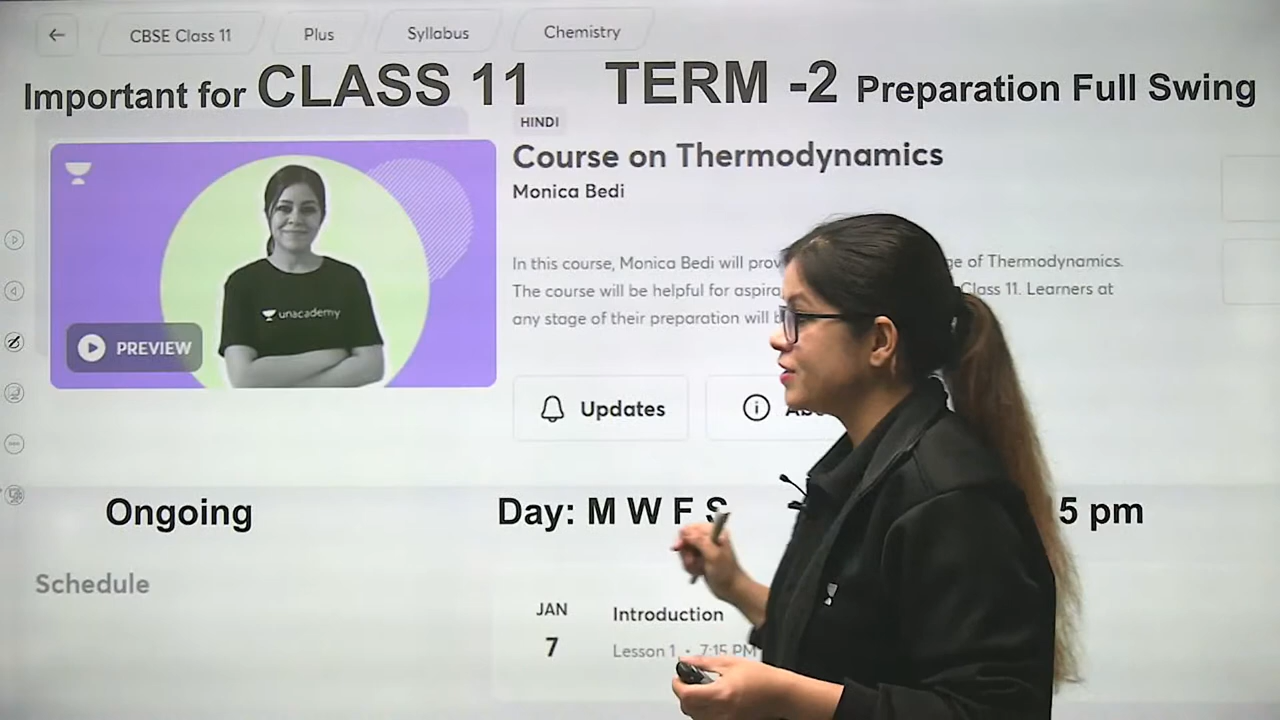 CBSE Class 11 Plus Syllabus Chemistry
Important for CLASS 11 TERM -2 Preparation Full Swing
HINDI
Course on Thermodynamics
Monica Bedi
In this course, Monica Bedi will of Thermodynamics.
The course will be helpful for Class 11. Learners at
any stage of their preparation will
unacademy
PREVIEW
Updates
Ongoing Day: M W F S 5 pm
Schedule
JAN
7
Introduction
Lesson 1 • 7:15 PM